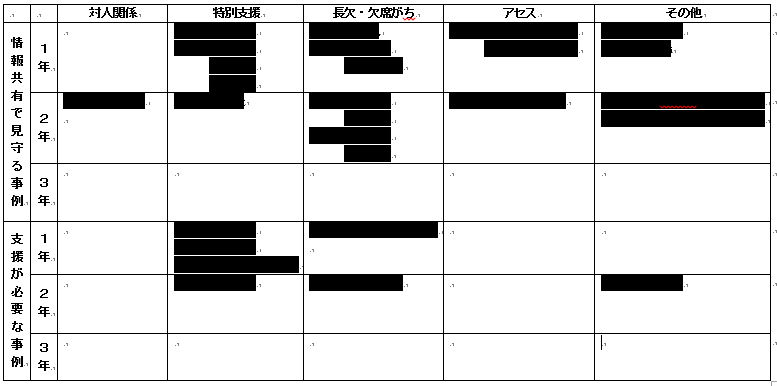 対人関係 特別支援 長欠・欠席がち アセス その他
情報共有で見守る事例
１年
２年
３年
支援が必要な事例
１年
２年
３年